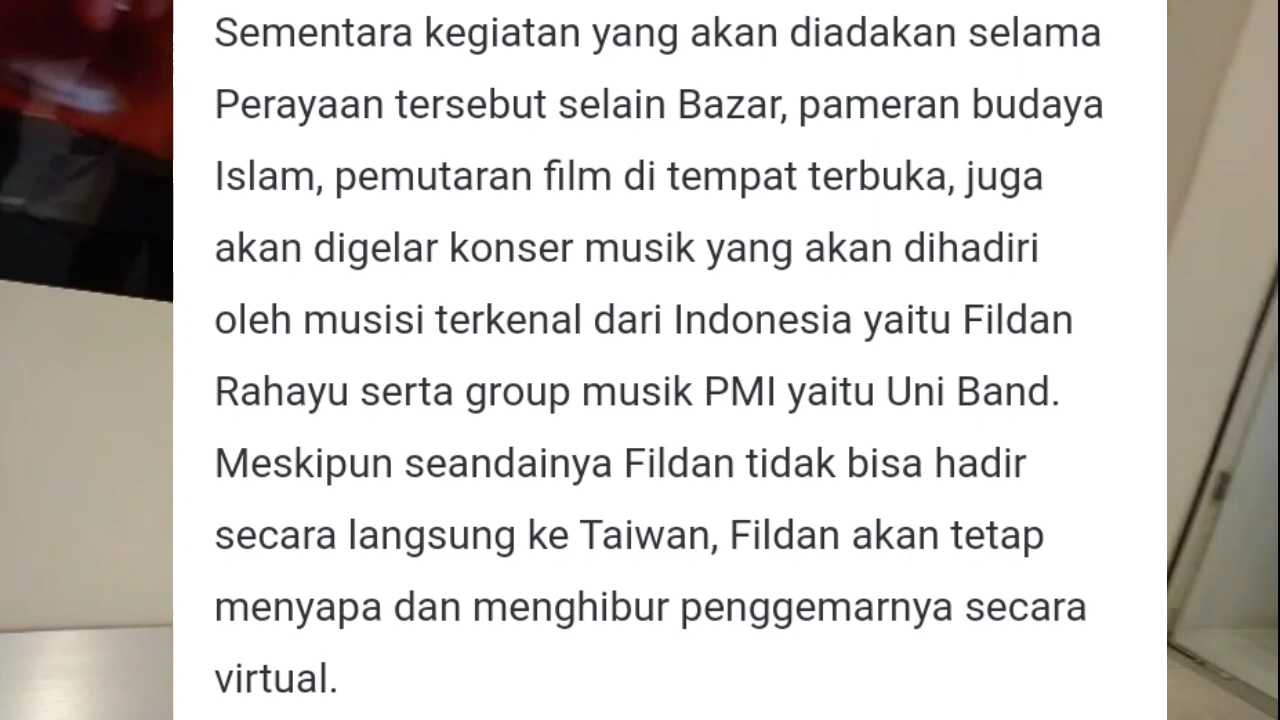 Sementara kegiatan yang akan diadakan selama
Perayaan tersebut selain Bazar, pameran budaya
Islam, pemutaran film di tempat terbuka, juga
akan digelar konser musik yang akan dihadiri
oleh musisi terkenal dari Indonesia yaitu Fildan
Rahayu serta group musik PMI yaitu Uni Band.
Meskipun seandainya Fildan tidak bisa hadir
secara langsung ke Taiwan, Fildan akan tetap
menyapa dan menghibur penggemarnya secara
virtual.